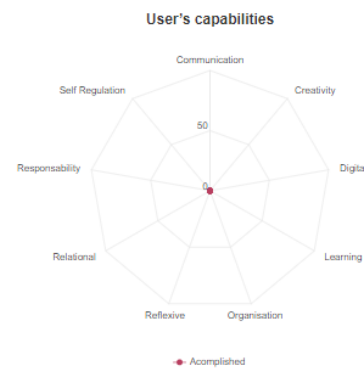 User's capabilities
Communication
Self Regulation
Creativity
50
Responsability
Digita
0
Relational
Learning
Reflexive
Organisation
Acomplished